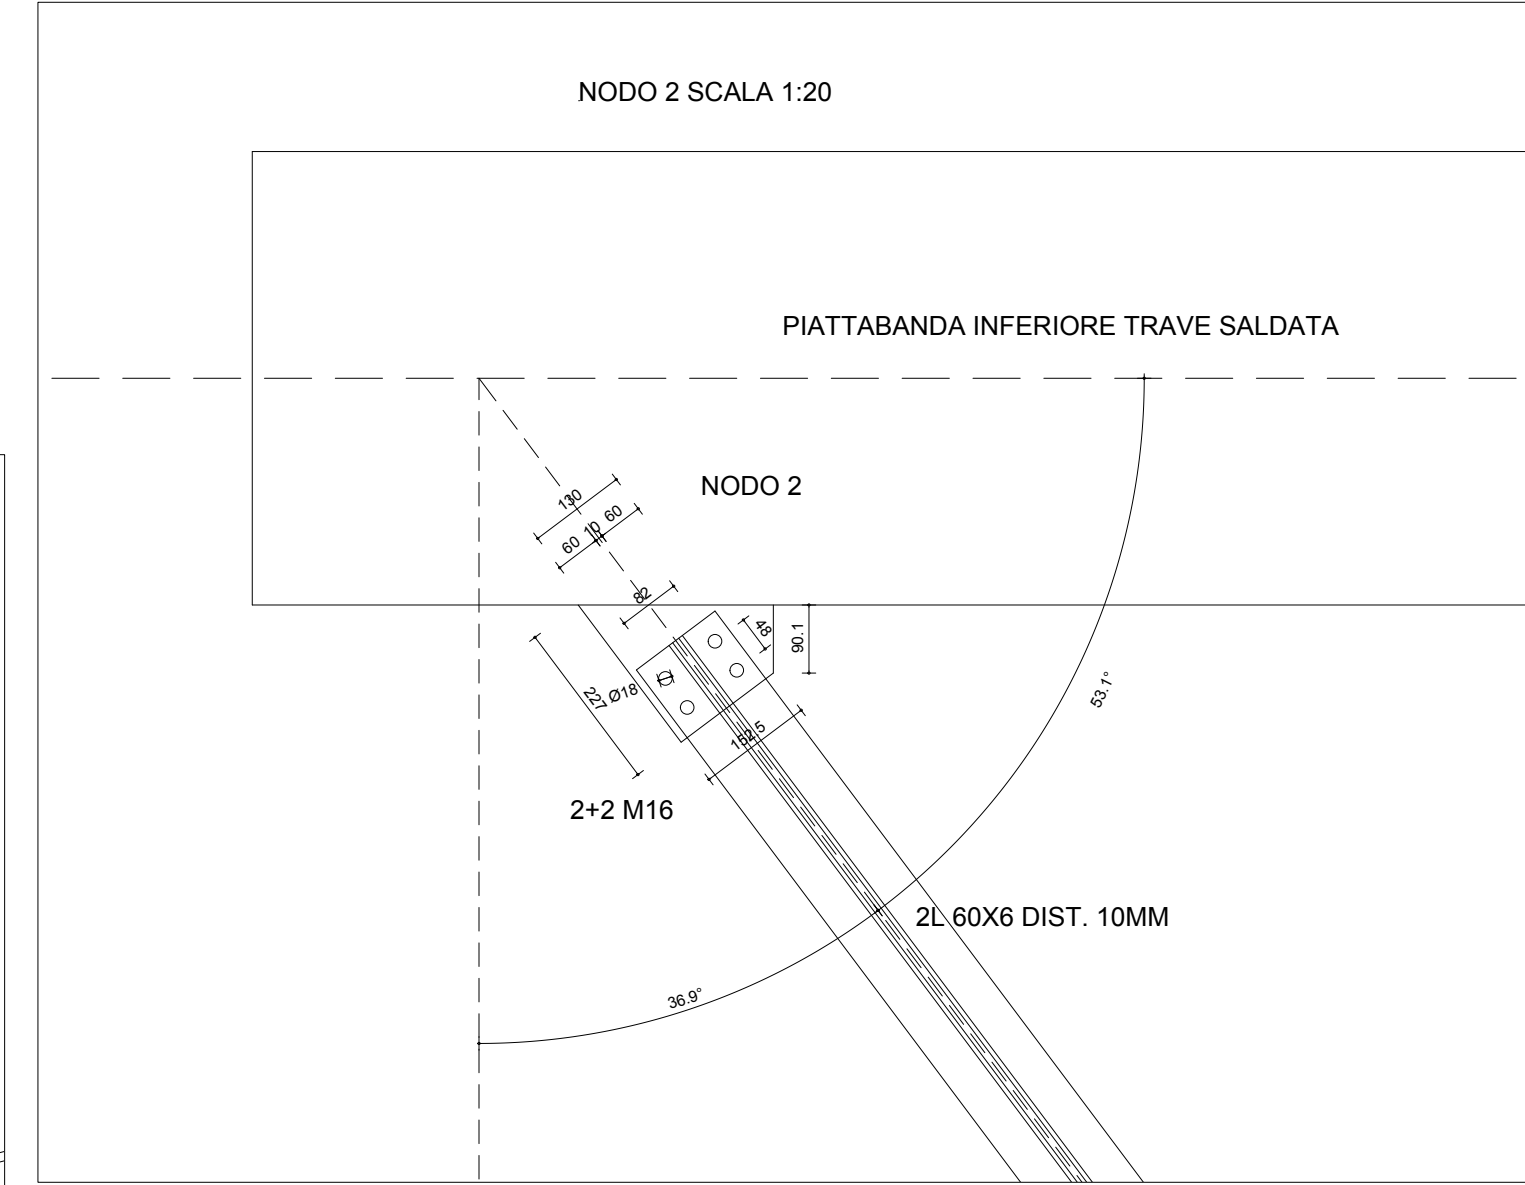 NODO 2 SCALA 1:20
PIATTABANDA INFERIORE TRAVE SALDATA
NODO 2
130
60
10
60
82
48
90.1
227
Ø18
152.5
53.1°
2+2 M16
2L 60X6 DIST. 10MM
36.9°